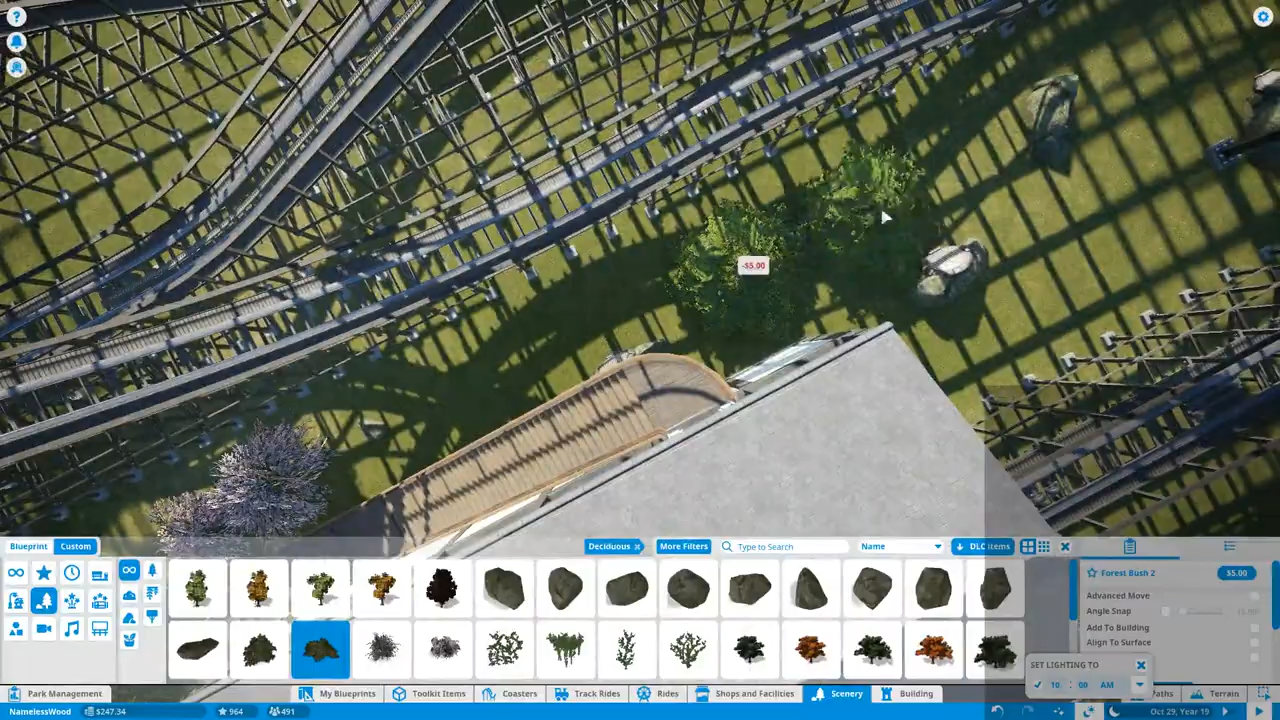 -$5.00
Blueprint
Custom
Deciduous
More Filters
Type to Search
Name
DLC Items
Forest Bush 2
$5.00
Advanced Move
Angle Snap
Add To Building
Align To Surface
SET LIGHTING TO
10 : 00 AM
Park Management
My Blueprints
Toolkit Items
Coasters
Track Rides
Rides
Shops and Facilities
Scenery
Building
Paths
Terrain
NamelessWood
$247.34
964
491
Oct 29, Year 19